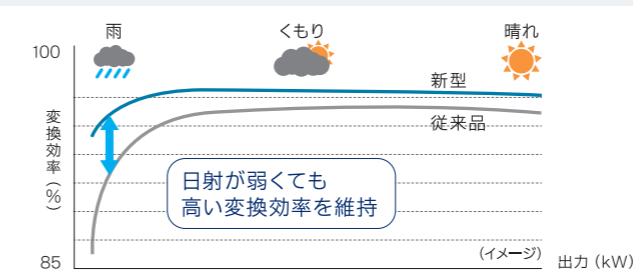 雨
くもり
晴れ
100
新型
従来品
変換効率(%)
日射が弱くても
高い変換効率を維持
(イメージ)
85
出力(kW)